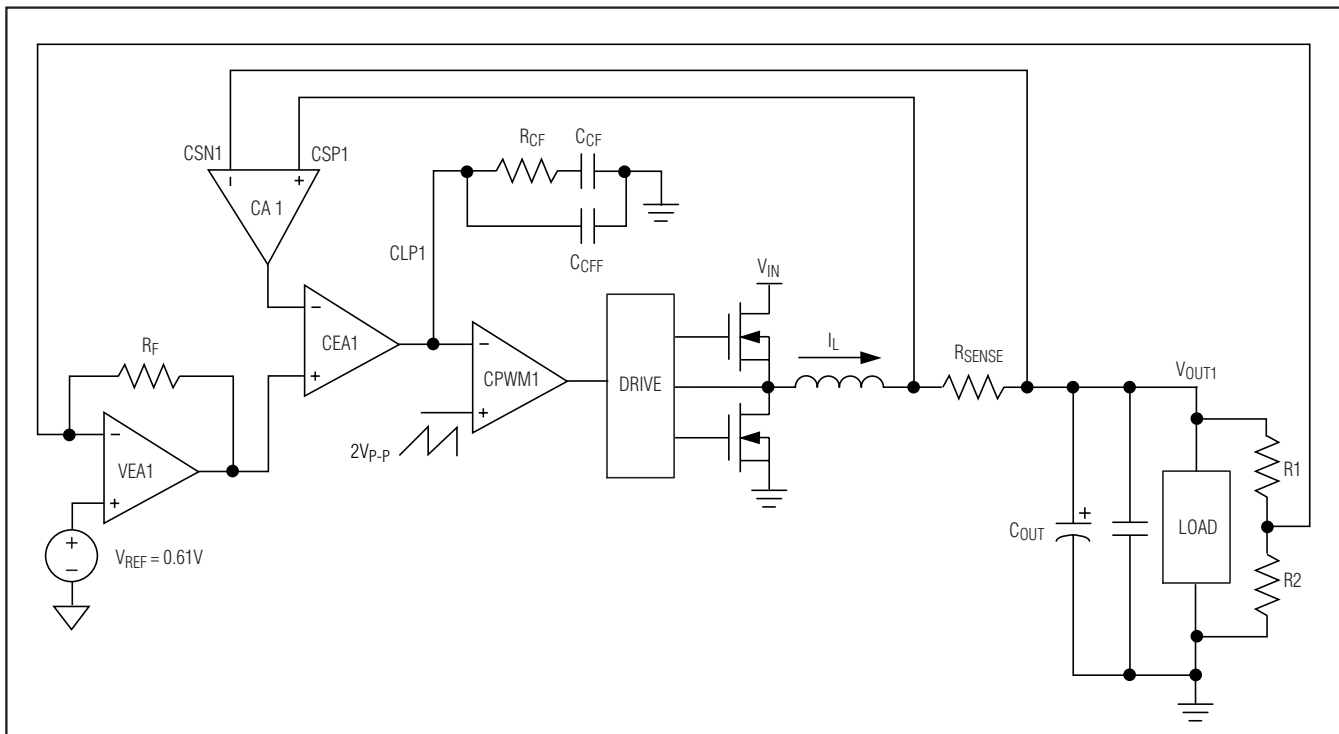 CSN1
CSP1
CA 1
R_CF
C_CF
C_CFF
CLP1
V_IN
R_F
CEA1
CPWM1
DRIVE
I_L
R_SENSE
V_OUT1
VEA1
2V_P-P
C_OUT
LOAD
R1
R2
V_REF = 0.61V